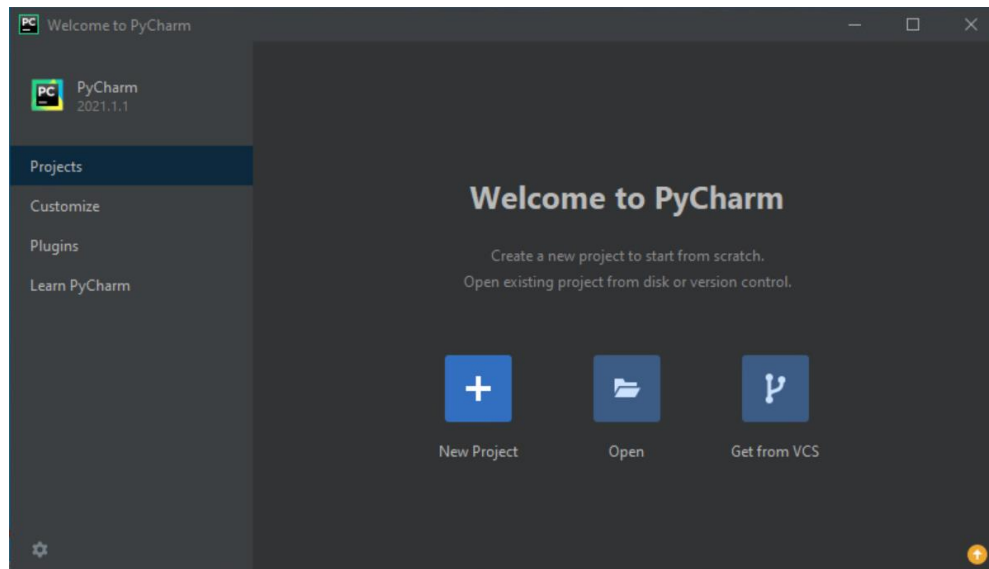 PC Welcome to PyCharm
PC PyCharm
2021.1.1
Projects
Customize
Plugins
Learn PyCharm
Welcome to PyCharm
Create a new project to start from scratch.
Open existing project from disk or version control.
New Project Open Get from VCS